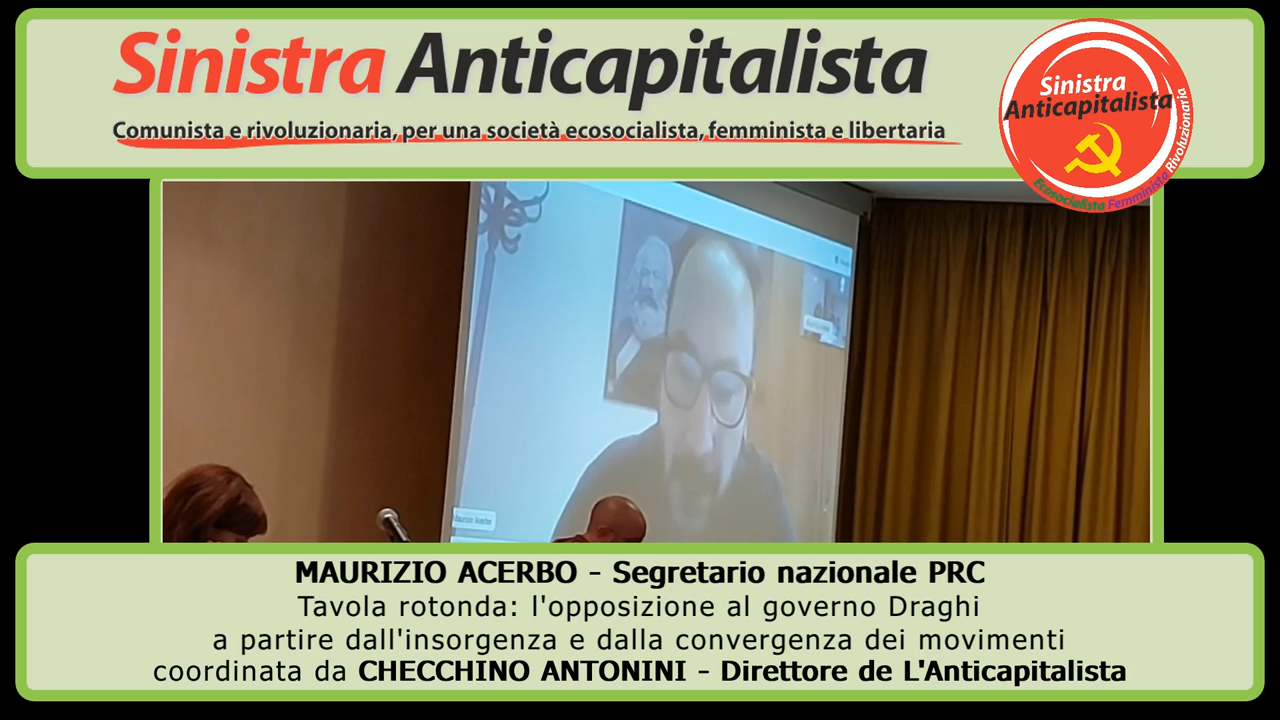 Sinistra Anticapitalista
Comunista e rivoluzionaria, per una società ecosocialista, femminista e libertaria
Sinistra
Anticapitalista
Ecosocialista Femminista Rivoluzionaria
Maurizio Acerbo
MAURIZIO ACERBO - Segretario nazionale PRC
Tavola rotonda: l'opposizione al governo Draghi
a partire dall'insorgenza e dalla convergenza dei movimenti
coordinata da CHECCHINO ANTONINI - Direttore de L'Anticapitalista